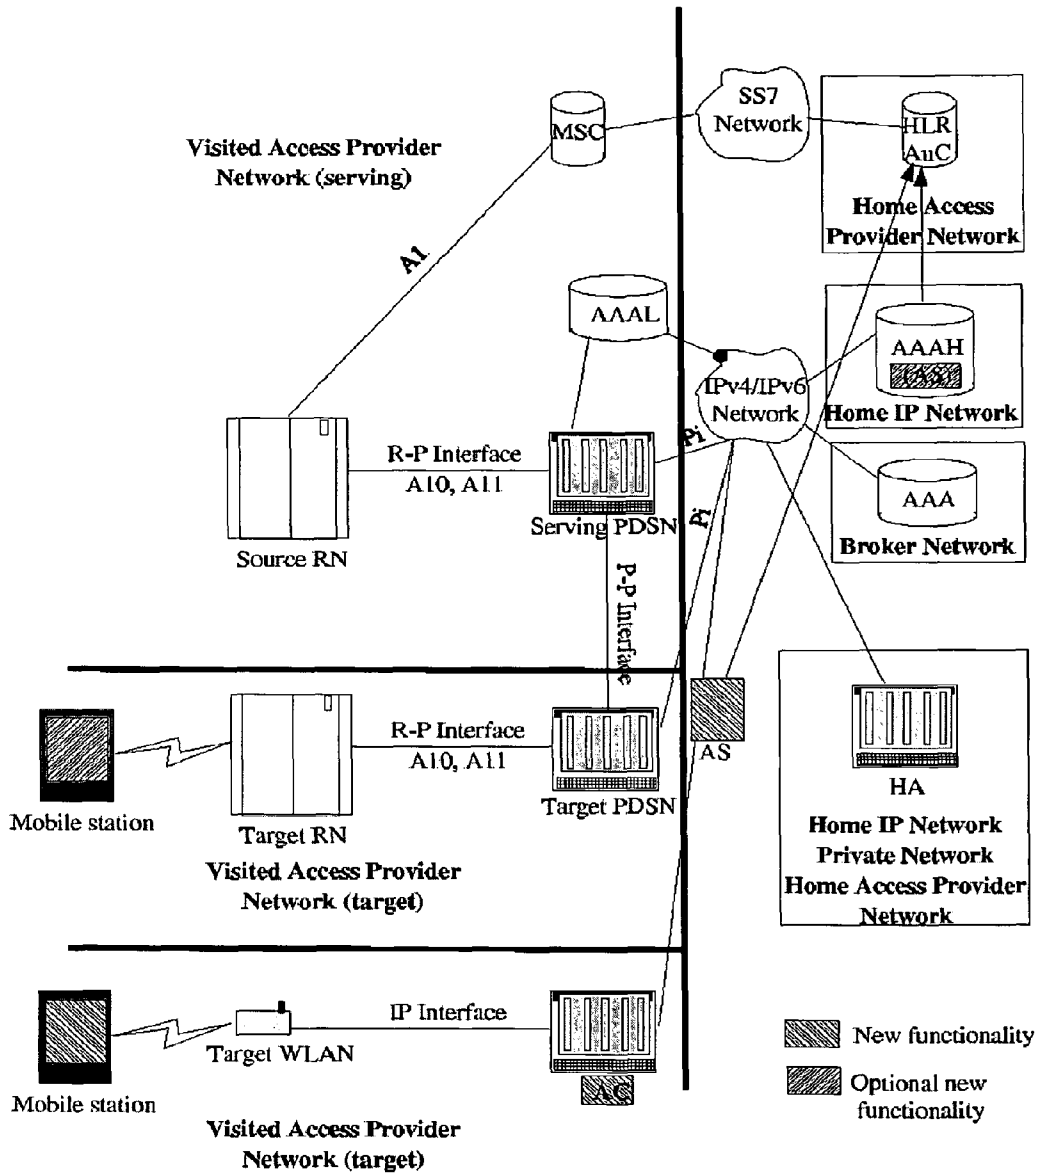 SS7
Network
MSC
HLR
AuC
Visited Access Provider
Network (serving)
Home Access
Provider Network
A1
AAAL
AAAH
(AS)
IPv4/IPv6
Network
Home IP Network
Pi
R-P Interface
A10, A11
AAA
Pi
Serving PDSN
Broker Network
Source RN
P-P Interface
R-P Interface
A10, A11
AS
Target PDSN
HA
Mobile station
Target RN
Home IP Network
Private Network
Home Access Provider
Network
Visited Access Provider
Network (target)
IP Interface
New functionality
Target WLAN
Optional new
functionality
AC
Mobile station
Visited Access Provider
Network (target)